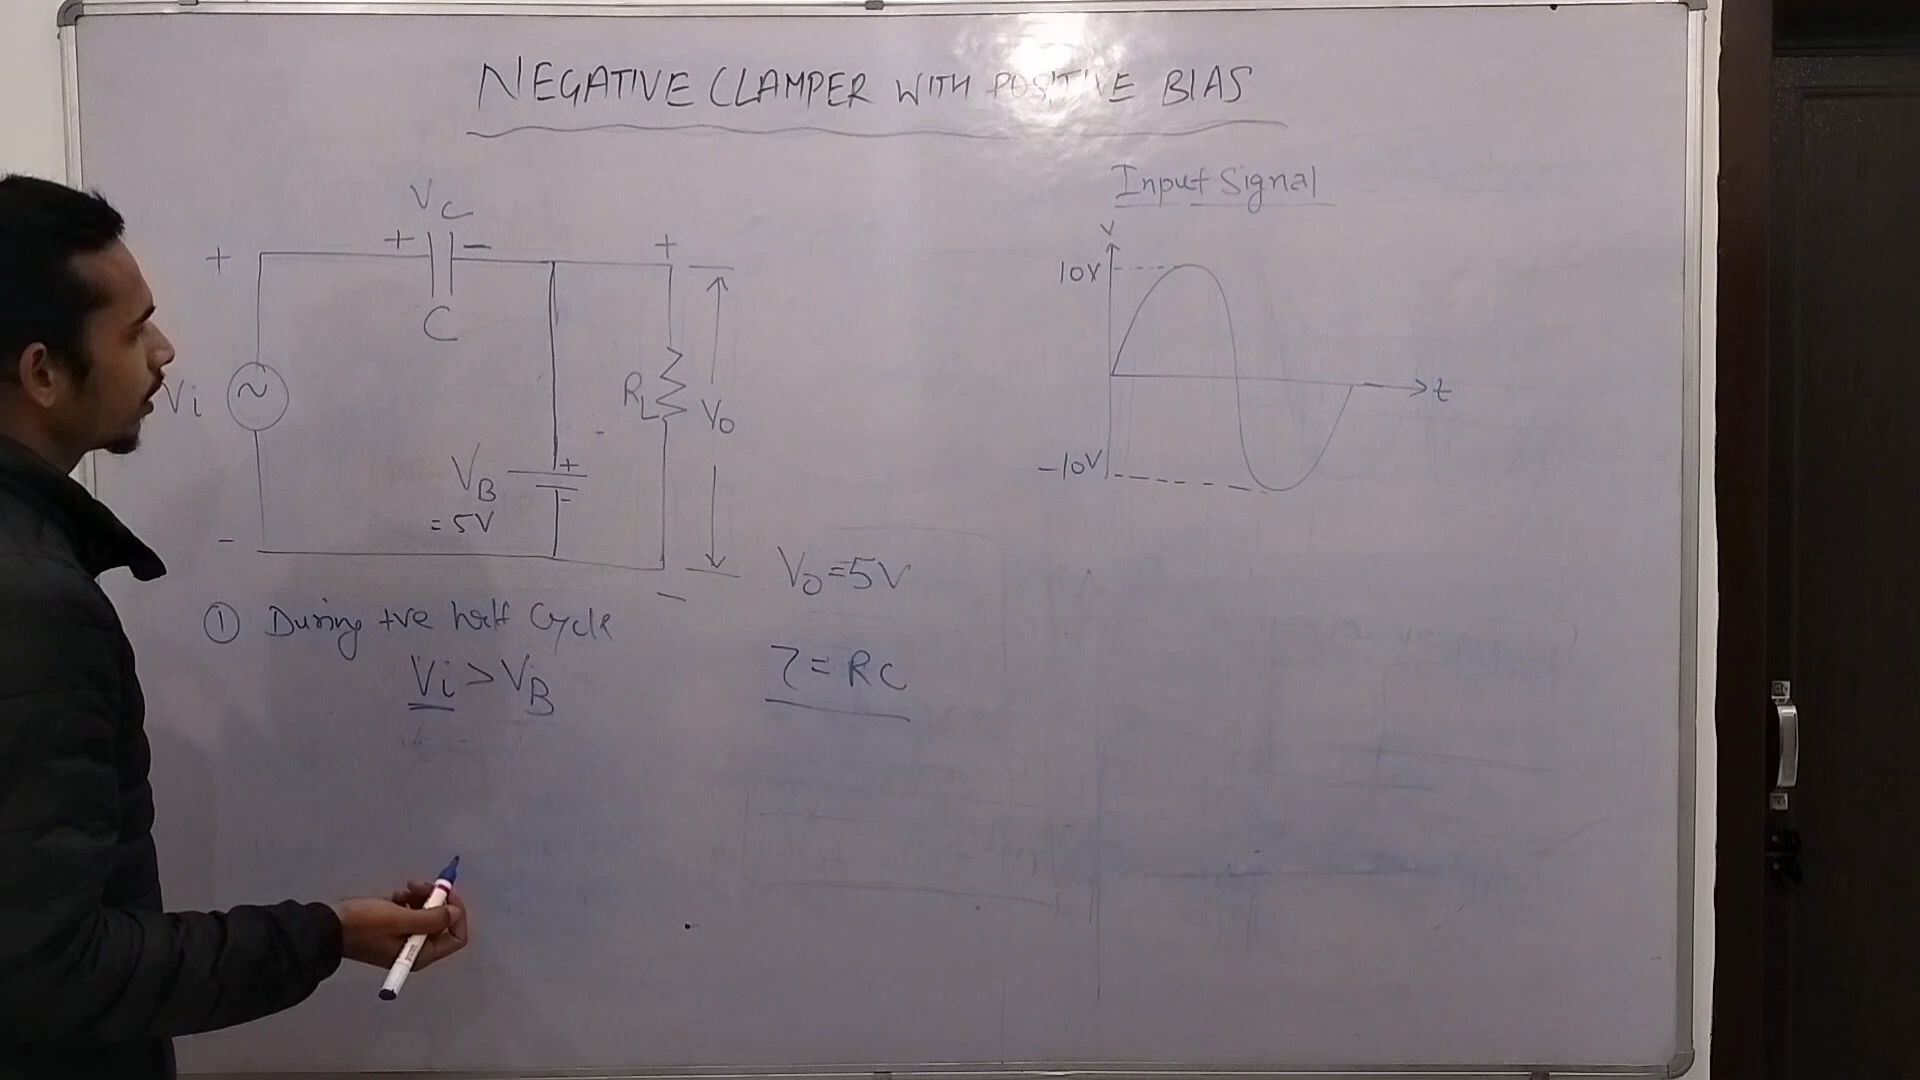 NEGATIVE CLAMPER WITH POSITIVE BIAS
Input Signal
V
10V
-10V
t
VC
+ + - +
C
Vi
~
RL
VO
VB
= 5V
+
-
-
-
VO=5V
① During +ve half Cycle
Vi > VB
τ = RC